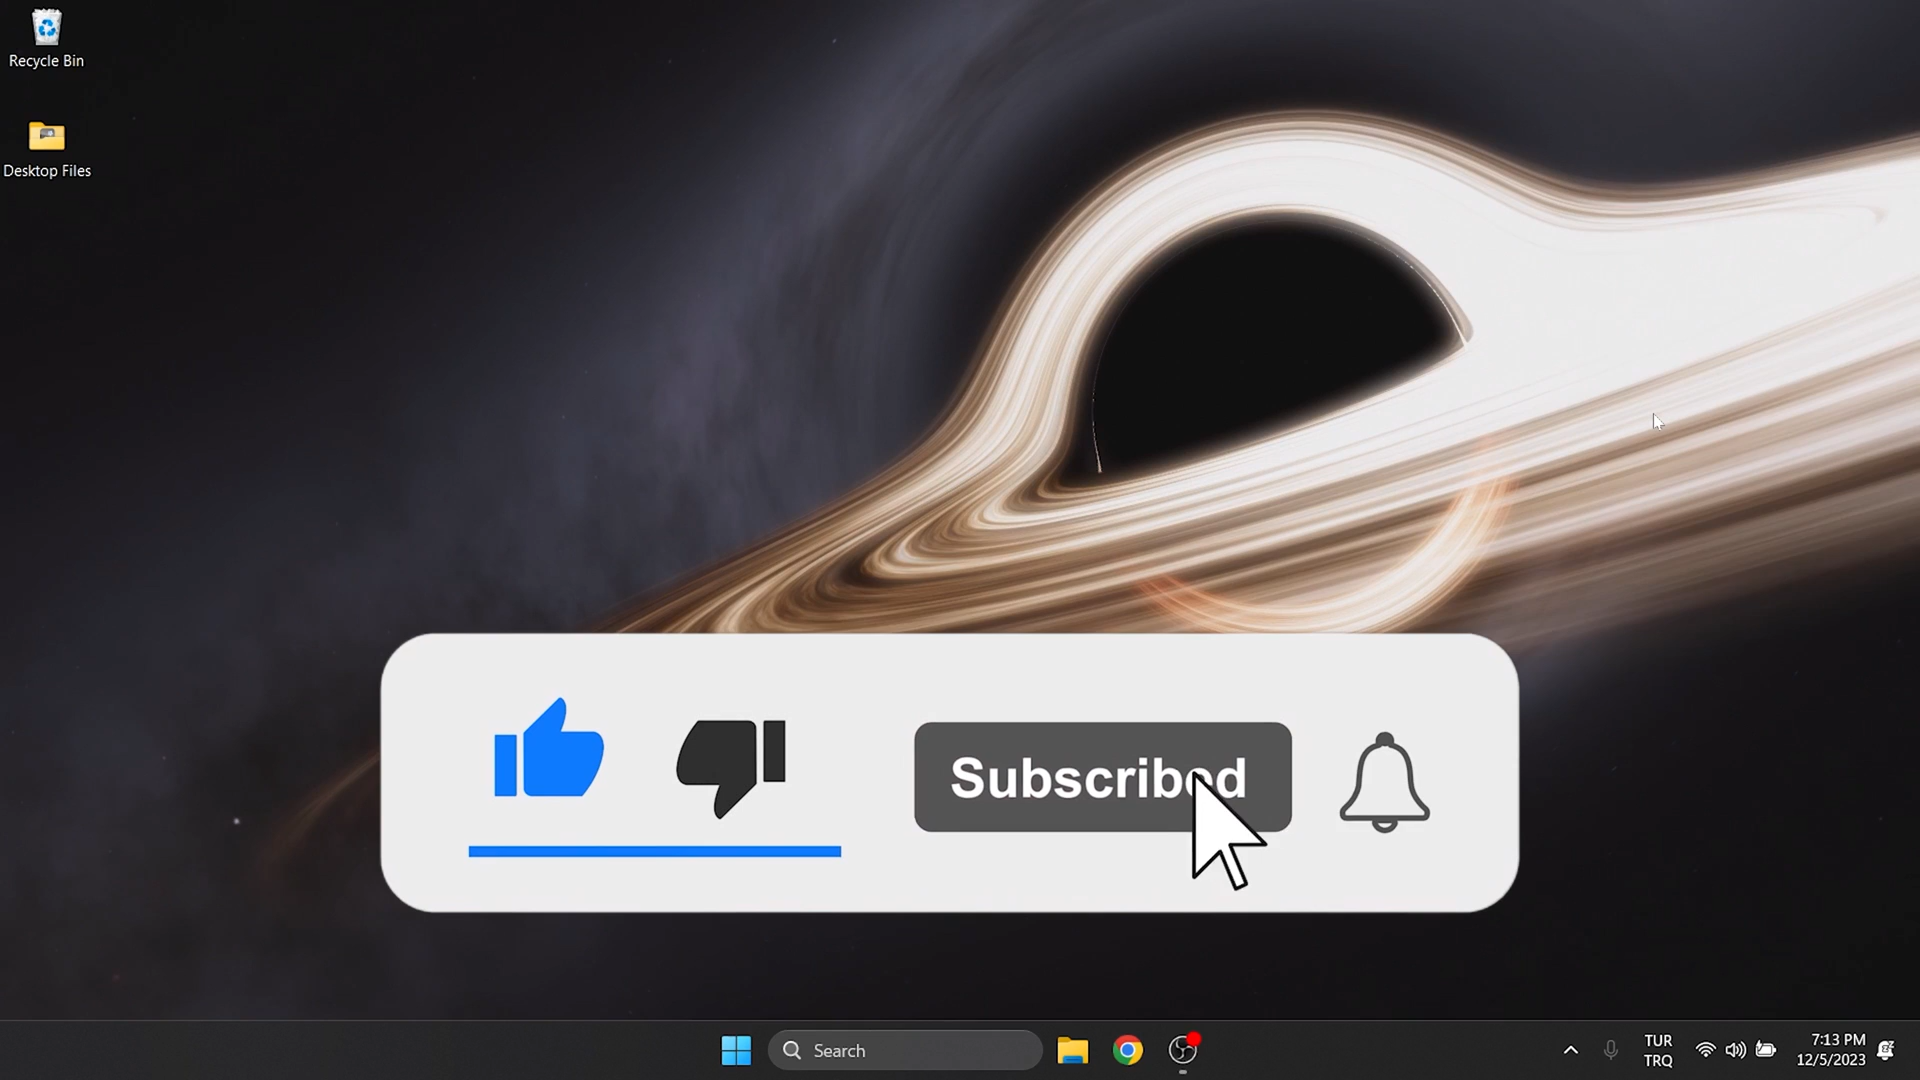 Recycle Bin
Desktop Files
Subscribed
Search
TUR
TRQ
7:13 PM
12/5/2023